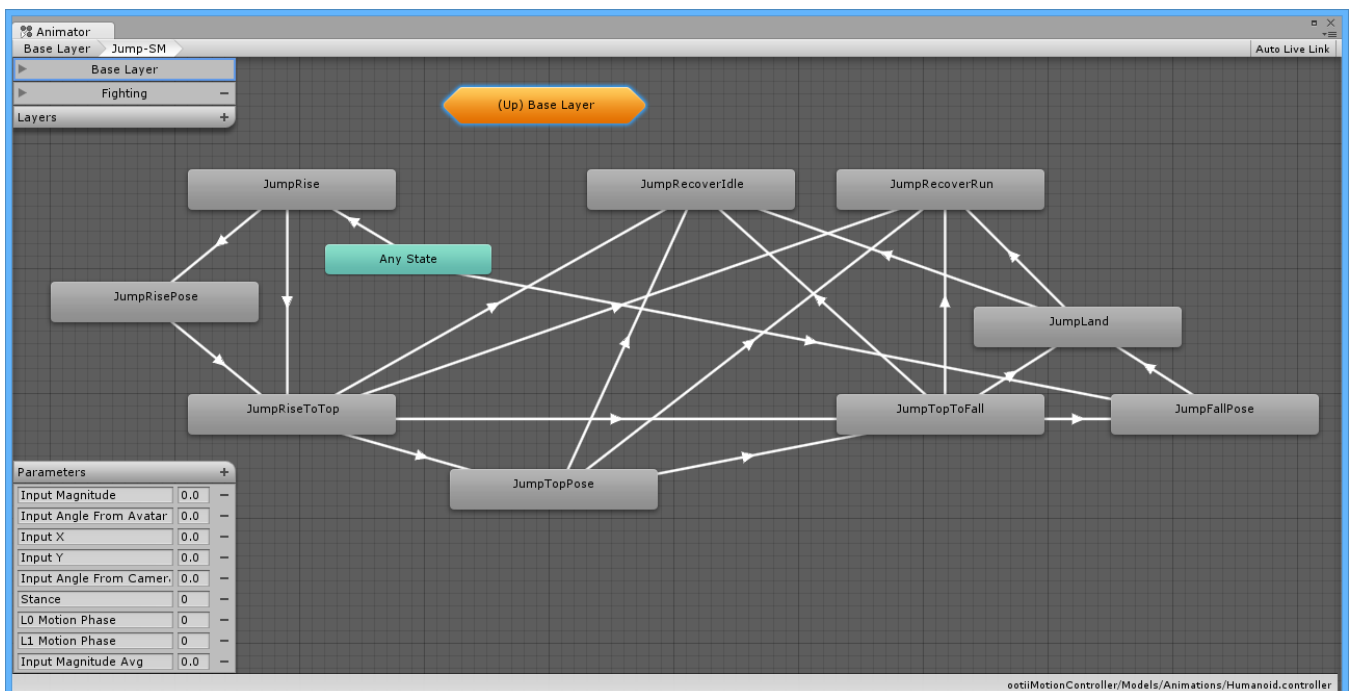 Animator
Base Layer Jump-SM Auto Live Link
Base Layer
Fighting
Layers
(Up) Base Layer
JumpRise
JumpRecoverIdle
JumpRecoverRun
Any State
JumpRisePose
JumpLand
JumpRiseToTop
JumpTopToFall
JumpFallPose
JumpTopPose
Parameters
Input Magnitude 0.0
Input Angle From Avatar 0.0
Input X 0.0
Input Y 0.0
Input Angle From Camer 0.0
Stance 0
L0 Motion Phase 0
L1 Motion Phase 0
Input Magnitude Avg 0.0
ootiiMotionController/Models/Animations/Humanoid.controller